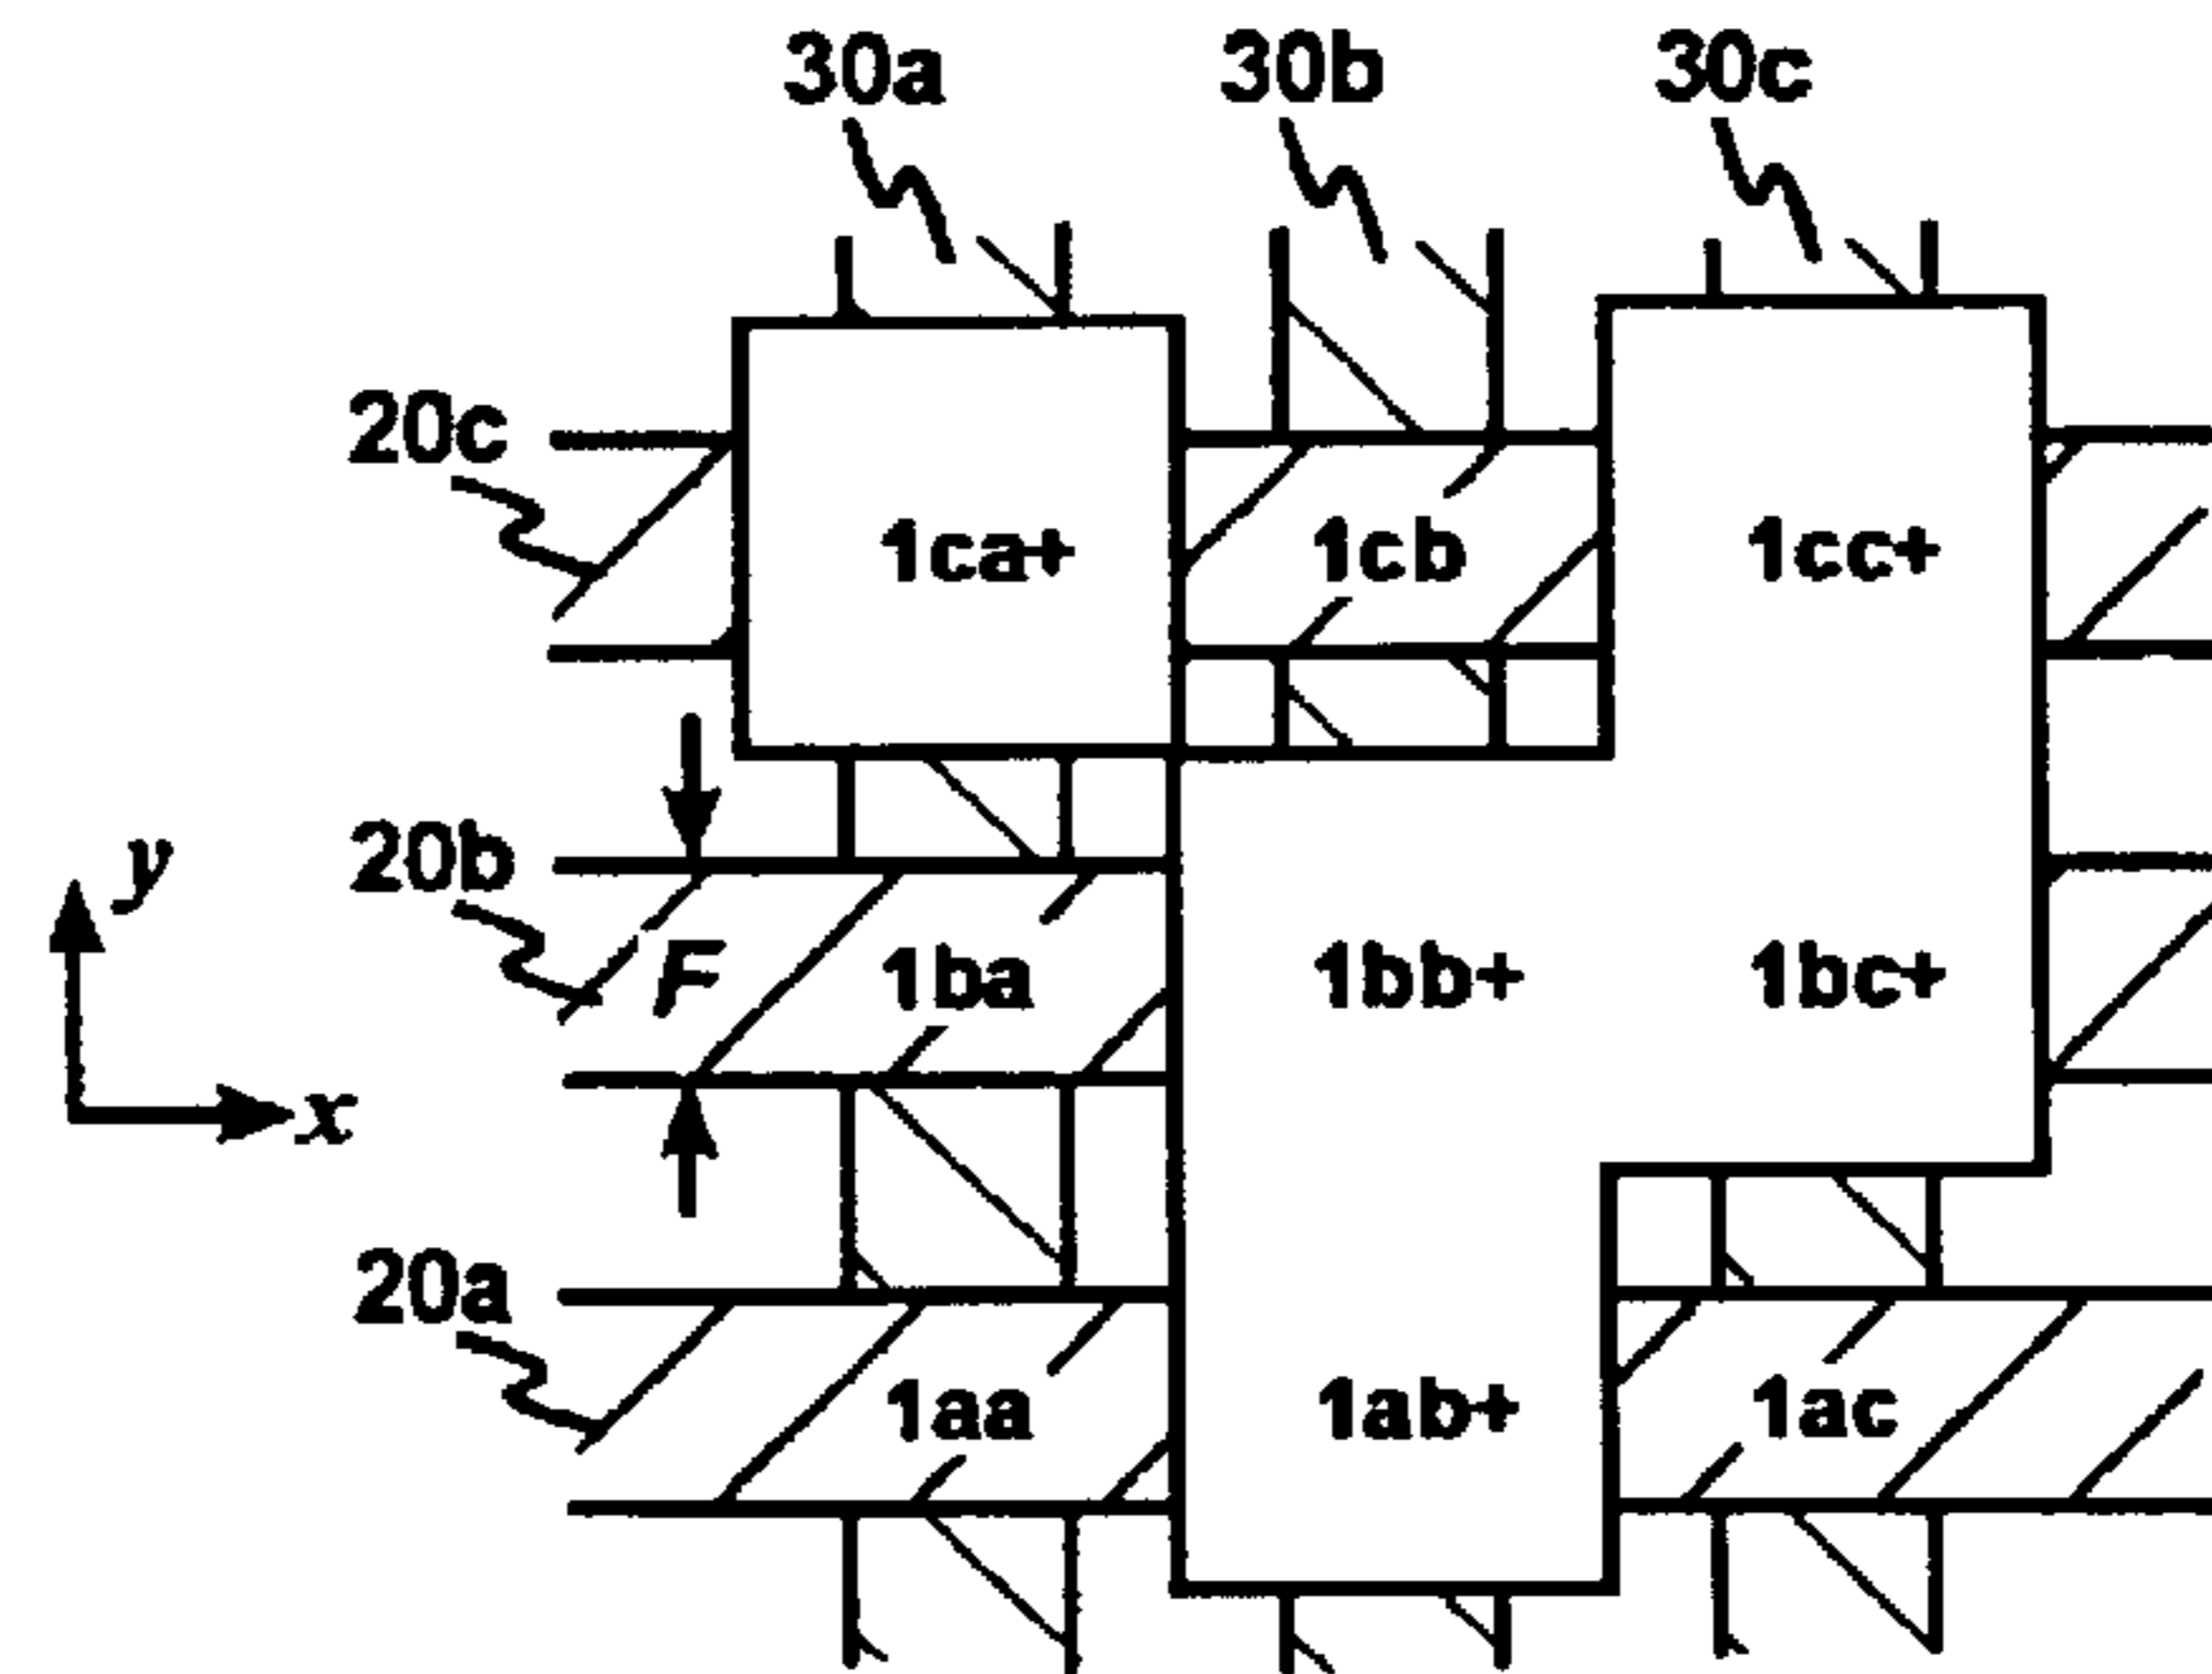 30a 30b 30c
20c 1ca+ 1cb 1cc+
20b F 1ba 1bb+ 1bc+
y
x
20a 1aa 1ab+ 1ac